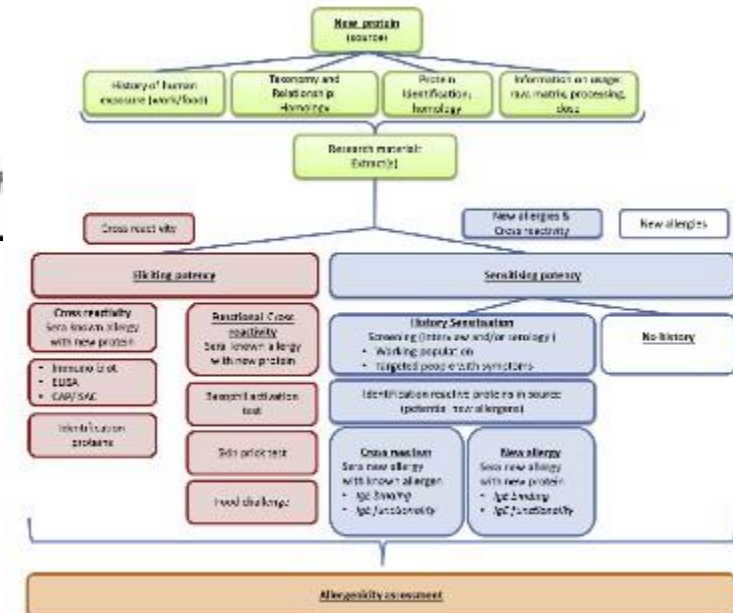 New protein
(source)
History of human
exposure (work/food)
Taxonomy and
Relationship:
Homology
Protein
Identification;
homology
Information on usage:
raw, matrix, processing,
dose
Research material:
Extract(s)
Cross reactivity
New allergies &
Cross reactivity
New allergies
Eliciting potency
Sensitising potency
Cross reactivity
Sera known allergy
with new protein
• Immunoblot
• ELISA
• CAP/ISAC
Identification
proteins
Functional Cross
reactivity
Sera known allergy
with new protein
Basophil activation
test
Skin prick test
Food challenge
History Sensitisation
Screening (Interview and/or serology)
• Working population
• Targeted people with symptoms
No history
Identification reactive proteins in source
(potential new allergens)
Cross reaction
Sera new allergy
with known allergen
• IgE binding
• IgE functionality
New allergy
Sera new allergy
with new protein
• IgE binding
• IgE functionality
Allergenicity assessment